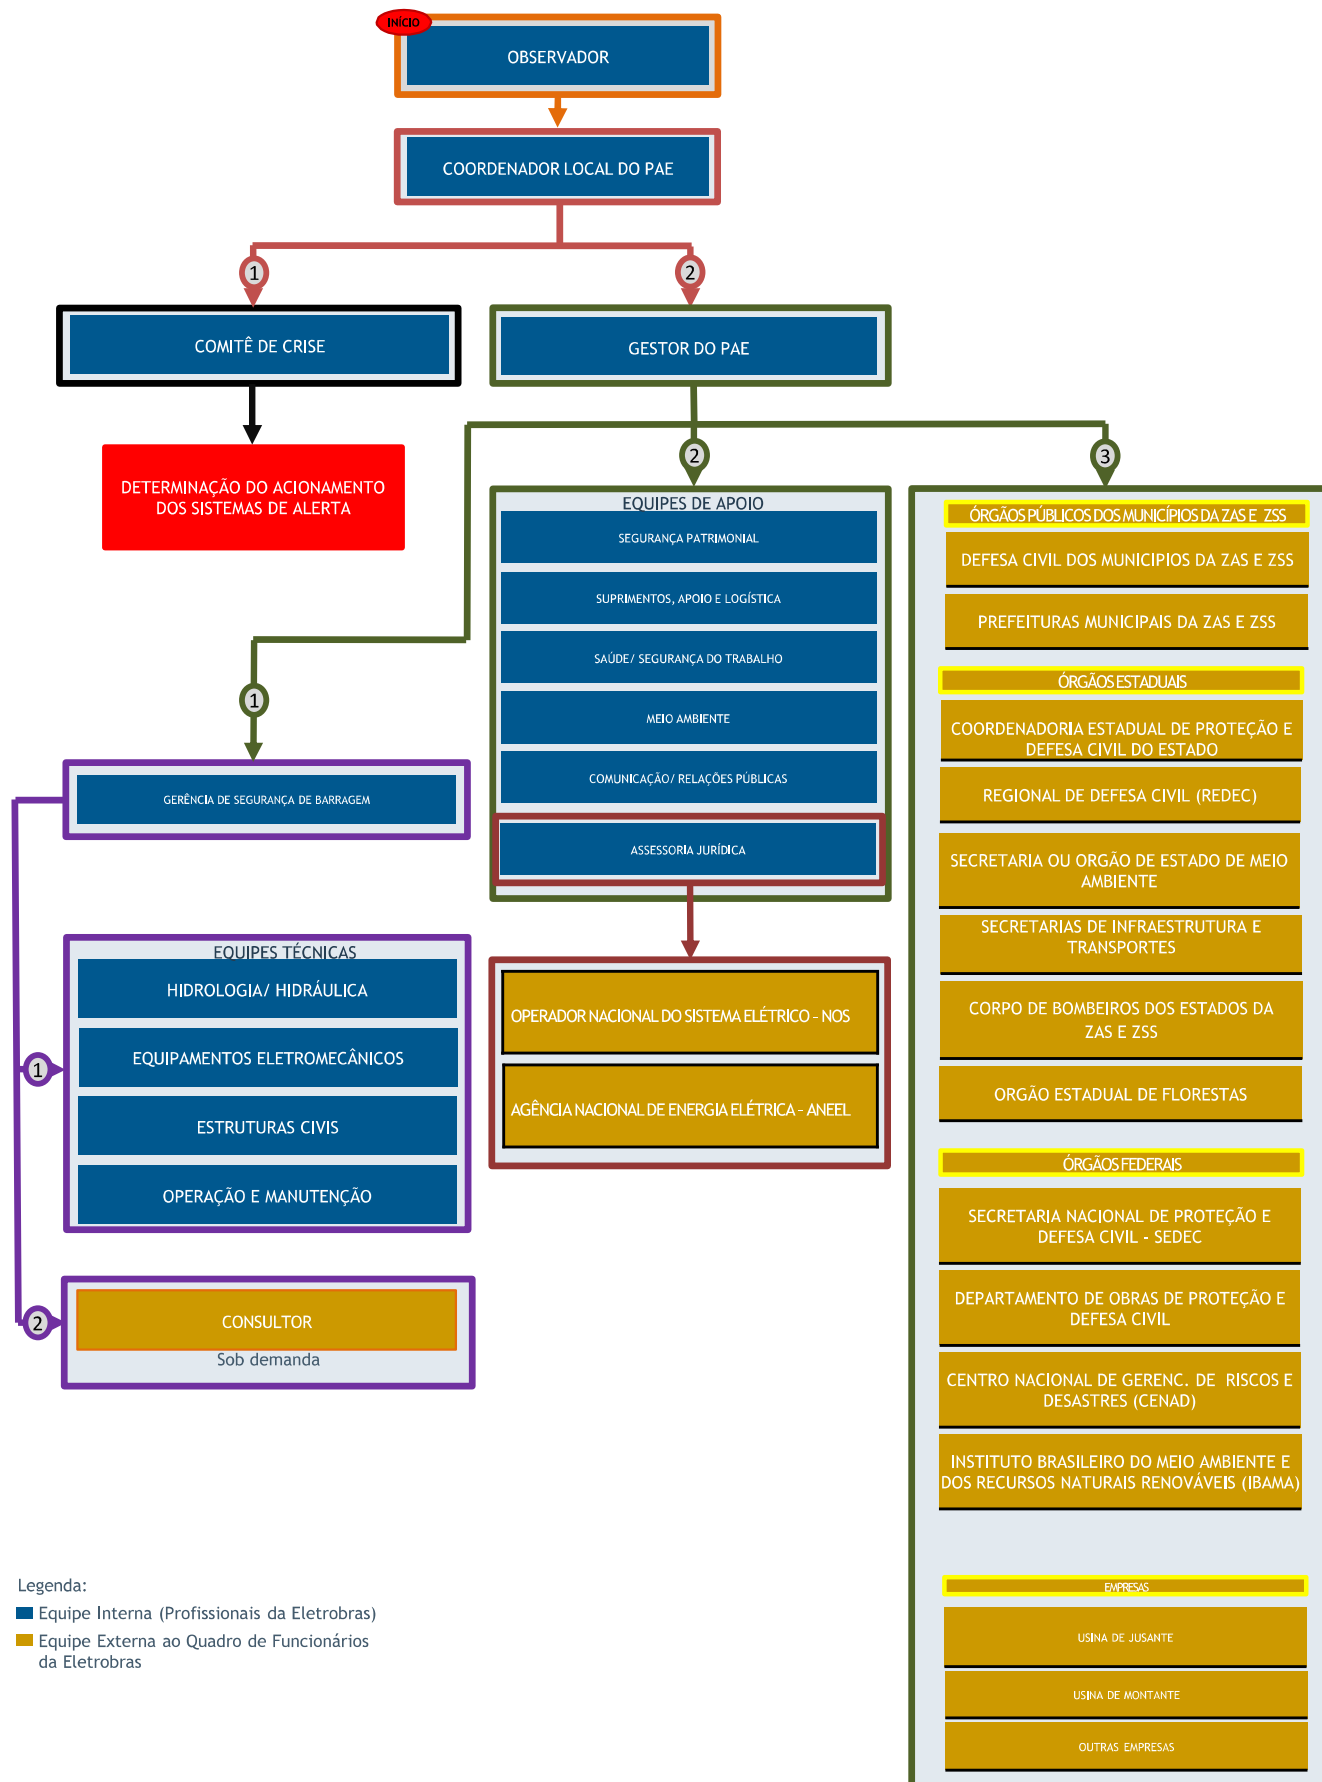 INÍCIO
OBSERVADOR
COORDENADOR LOCAL DO PAE
1
2
COMITÊ DE CRISE
GESTOR DO PAE
DETERMINAÇÃO DO ACIONAMENTO
DOS SISTEMAS DE ALERTA
2
3
EQUIPES DE APOIO
SEGURANÇA PATRIMONIAL
SUPRIMENTOS, APOIO E LOGÍSTICA
SAÚDE/ SEGURANÇA DO TRABALHO
MEIO AMBIENTE
COMUNICAÇÃO/ RELAÇÕES PÚBLICAS
ASSESSORIA JURÍDICA
1
GERÊNCIA DE SEGURANÇA DE BARRAGEM
EQUIPES TÉCNICAS
HIDROLOGIA/ HIDRÁULICA
EQUIPAMENTOS ELETROMECÂNICOS
ESTRUTURAS CIVIS
OPERAÇÃO E MANUTENÇÃO
1
2
CONSULTOR
Sob demanda
OPERADOR NACIONAL DO SISTEMA ELÉTRICO – NOS
AGÊNCIA NACIONAL DE ENERGIA ELÉTRICA – ANEEL
ÓRGÃOS PÚBLICOS DOS MUNICÍPIOS DA ZAS E ZSS
DEFESA CIVIL DOS MUNICIPIOS DA ZAS E ZSS
PREFEITURAS MUNICIPAIS DA ZAS E ZSS
ÓRGÃOS ESTADUAIS
COORDENADORIA ESTADUAL DE PROTEÇÃO E
DEFESA CIVIL DO ESTADO
REGIONAL DE DEFESA CIVIL (REDEC)
SECRETARIA OU ORGÃO DE ESTADO DE MEIO
AMBIENTE
SECRETARIAS DE INFRAESTRUTURA E
TRANSPORTES
CORPO DE BOMBEIROS DOS ESTADOS DA
ZAS E ZSS
ORGÃO ESTADUAL DE FLORESTAS
ÓRGÃOS FEDERAIS
SECRETARIA NACIONAL DE PROTEÇÃO E
DEFESA CIVIL - SEDEC
DEPARTAMENTO DE OBRAS DE PROTEÇÃO E
DEFESA CIVIL
CENTRO NACIONAL DE GERENC. DE RISCOS E
DESASTRES (CENAD)
INSTITUTO BRASILEIRO DO MEIO AMBIENTE E
DOS RECURSOS NATURAIS RENOVÁVEIS (IBAMA)
EMPRESAS
USINA DE JUSANTE
USINA DE MONTANTE
OUTRAS EMPRESAS
Legenda:
Equipe Interna (Profissionais da Eletrobras)
Equipe Externa ao Quadro de Funcionários
da Eletrobras